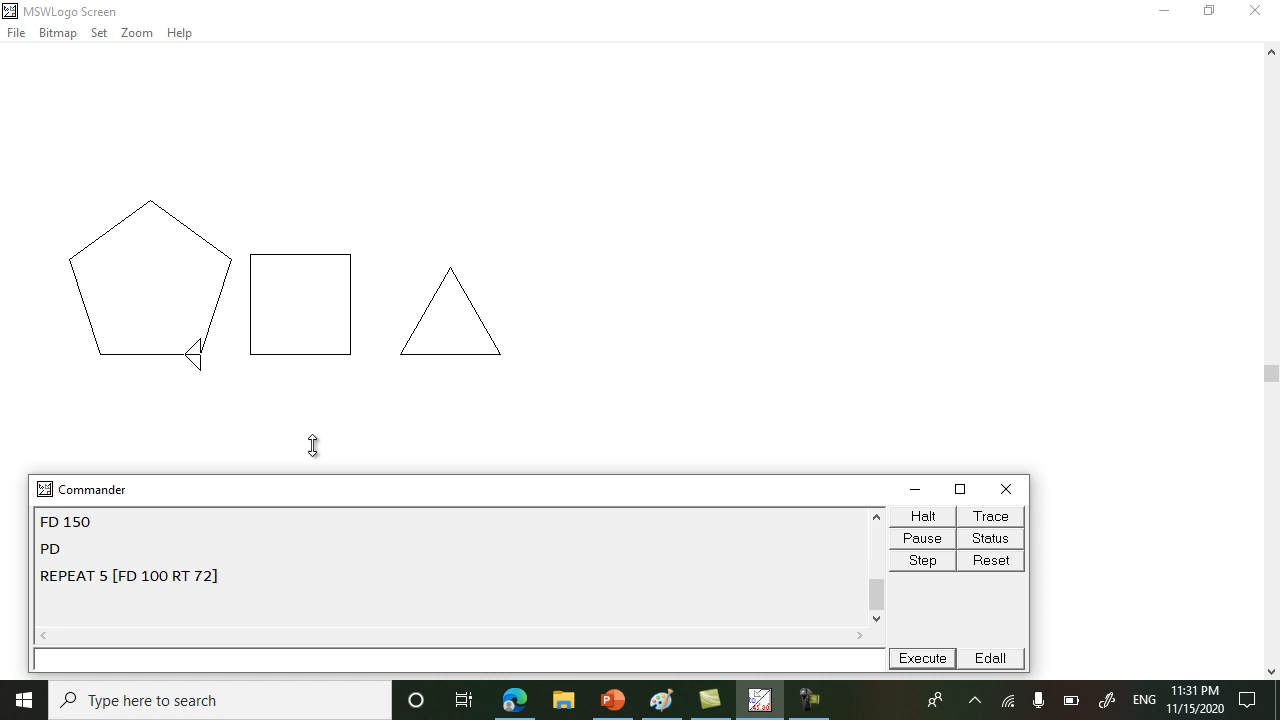 MSWLogo Screen
File Bitmap Set Zoom Help
Commander
FD 150
PD
REPEAT 5 [FD 100 RT 72]
Halt Trace
Pause Status
Step Reset
Execute Edall
Type here to search
ENG
11:31 PM
11/15/2020